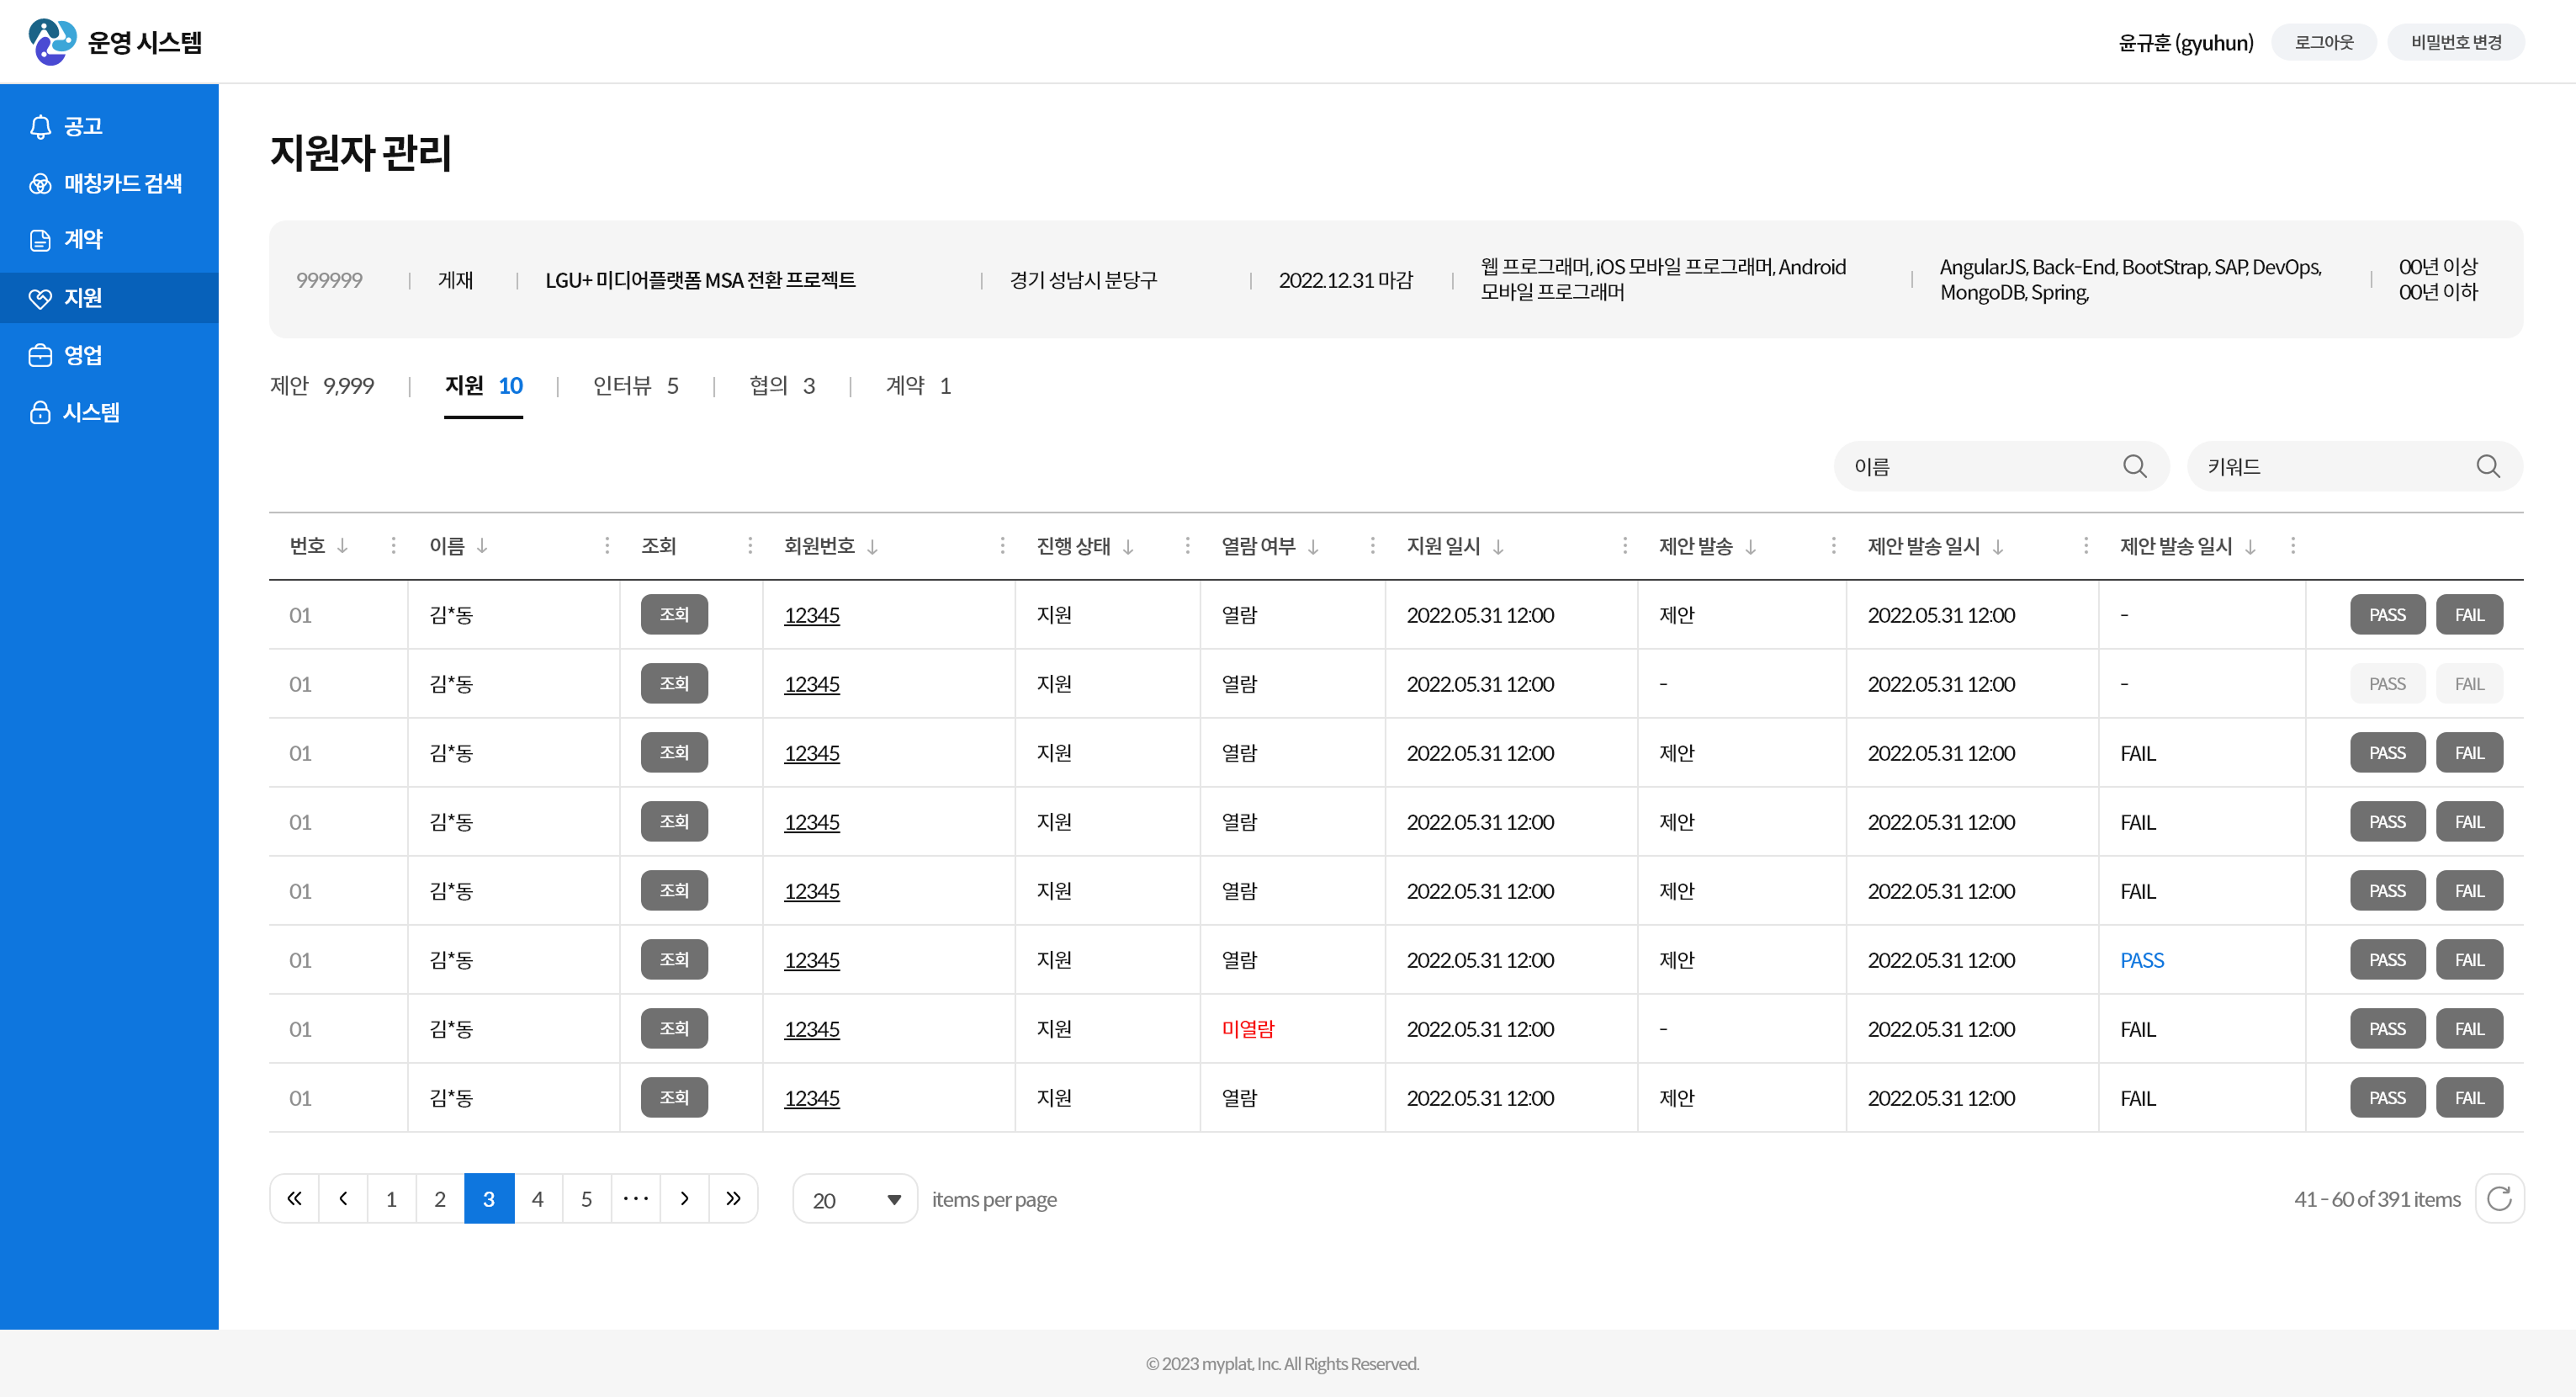 운영 시스템
윤규훈 (gyuhun) 로그아웃 비밀번호 변경
공고
매칭카드 검색
계약
지원
영업
시스템
지원자 관리
999999 게재 LGU+ 미디어플랫폼 MSA 전환 프로젝트 경기 성남시 분당구 2022.12.31 마감
웹 프로그래머, iOS 모바일 프로그래머, Android
모바일 프로그래머
AngularJS, Back-End, BootStrap, SAP, DevOps,
MongoDB, Spring,
00년 이상
00년 이하
제안 9,999 지원 10 인터뷰 5 협의 3 계약 1
이름 키워드
번호 이름 조회 회원번호 진행 상태 열람 여부 지원 일시 제안 발송 제안 발송 일시 제안 발송 일시
01 김*동 조회 12345 지원 열람 2022.05.31 12:00 제안 2022.05.31 12:00 - PASS FAIL
01 김*동 조회 12345 지원 열람 2022.05.31 12:00 - 2022.05.31 12:00 - PASS FAIL
01 김*동 조회 12345 지원 열람 2022.05.31 12:00 제안 2022.05.31 12:00 FAIL PASS FAIL
01 김*동 조회 12345 지원 열람 2022.05.31 12:00 제안 2022.05.31 12:00 FAIL PASS FAIL
01 김*동 조회 12345 지원 열람 2022.05.31 12:00 제안 2022.05.31 12:00 FAIL PASS FAIL
01 김*동 조회 12345 지원 열람 2022.05.31 12:00 제안 2022.05.31 12:00 PASS PASS FAIL
01 김*동 조회 12345 지원 미열람 2022.05.31 12:00 - 2022.05.31 12:00 FAIL PASS FAIL
01 김*동 조회 12345 지원 열람 2022.05.31 12:00 제안 2022.05.31 12:00 FAIL PASS FAIL
« ‹ 1 2 3 4 5 ··· › » 20 items per page 41 - 60 of 391 items
© 2023 myplat, Inc. All Rights Reserved.